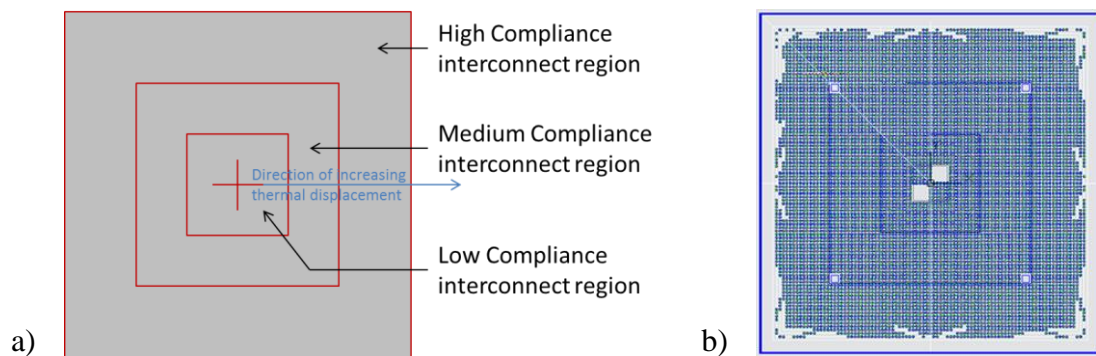 High Compliance
interconnect region
Medium Compliance
interconnect region
Direction of increasing
thermal displacement
Low Compliance
interconnect region
a)
b)